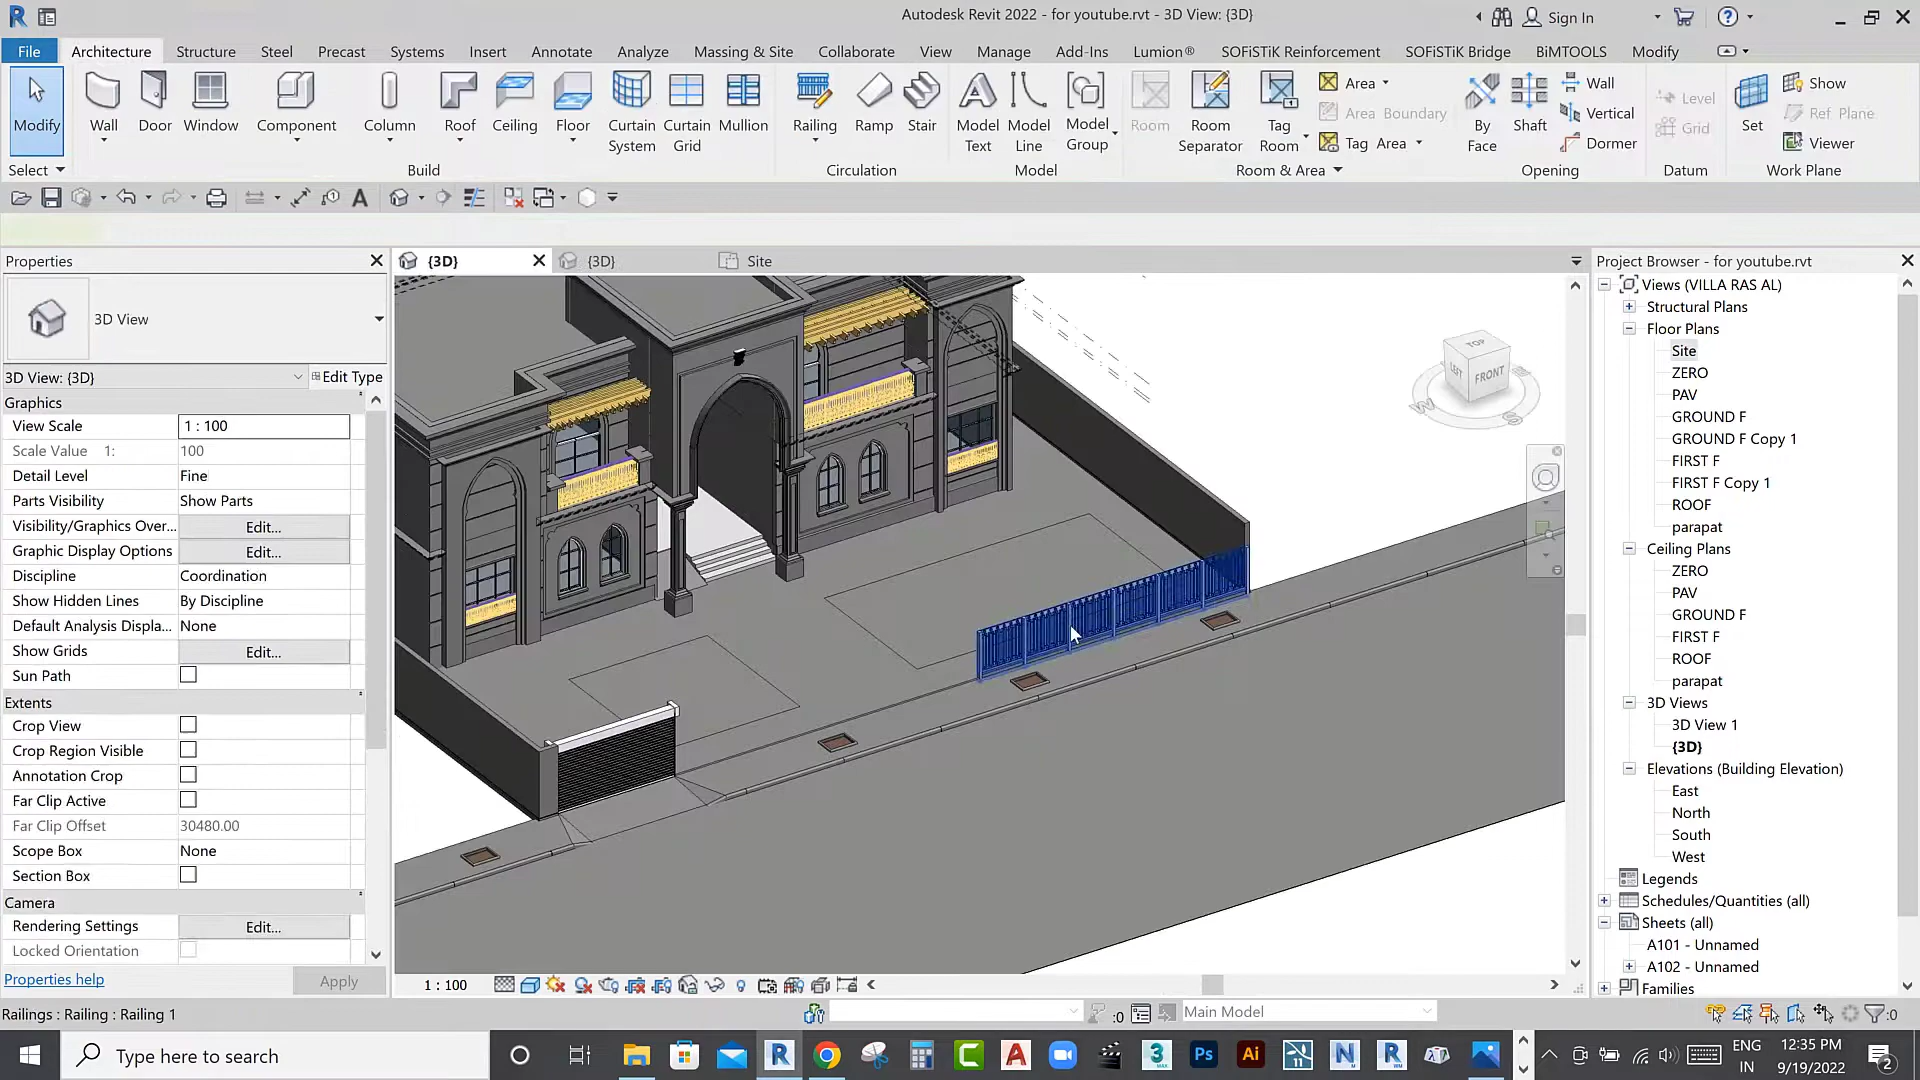 Autodesk Revit 2022 - for youtube.rvt - 3D View: {3D}
Sign In
File Architecture Structure Steel Precast Systems Insert Annotate Analyze Massing & Site Collaborate View Manage Add-Ins Lumion® SOFiSTiK Reinforcement SOFiSTiK Bridge BiMTOOLS Modify
Modify
Wall
Door
Window
Component
Column
Roof
Ceiling
Floor
Curtain System
Curtain Grid
Mullion
Railing
Ramp
Stair
Model Text
Model Line
Model Group
Room
Room Separator
Tag Room
Area
Area Boundary
Tag Area
By Face
Shaft
Wall
Vertical
Dormer
Level
Grid
Set
Show
Ref Plane
Viewer
Select
Build
Circulation
Model
Room & Area
Opening
Datum
Work Plane
Properties
3D View
3D View: {3D}
Edit Type
Graphics
View Scale 1 : 100
Scale Value 1: 100
Detail Level Fine
Parts Visibility Show Parts
Visibility/Graphics Over... Edit...
Graphic Display Options Edit...
Discipline Coordination
Show Hidden Lines By Discipline
Default Analysis Displa... None
Show Grids Edit...
Sun Path
Extents
Crop View
Crop Region Visible
Annotation Crop
Far Clip Active
Far Clip Offset 30480.00
Scope Box None
Section Box
Camera
Rendering Settings Edit...
Locked Orientation
Properties help
Apply
{3D}
{3D}
Site
TOP
LEFT
FRONT
W
S
1 : 100
Project Browser - for youtube.rvt
Views (VILLA RAS AL)
Structural Plans
Floor Plans
Site
ZERO
PAV
GROUND F
GROUND F Copy 1
FIRST F
FIRST F Copy 1
ROOF
parapat
Ceiling Plans
ZERO
PAV
GROUND F
FIRST F
ROOF
parapat
3D Views
3D View 1
{3D}
Elevations (Building Elevation)
East
North
South
West
Legends
Schedules/Quantities (all)
Sheets (all)
A101 - Unnamed
A102 - Unnamed
Families
Railings : Railing : Railing 1
:0
Main Model
:0
Type here to search
ENG
IN
12:35 PM
9/19/2022
2